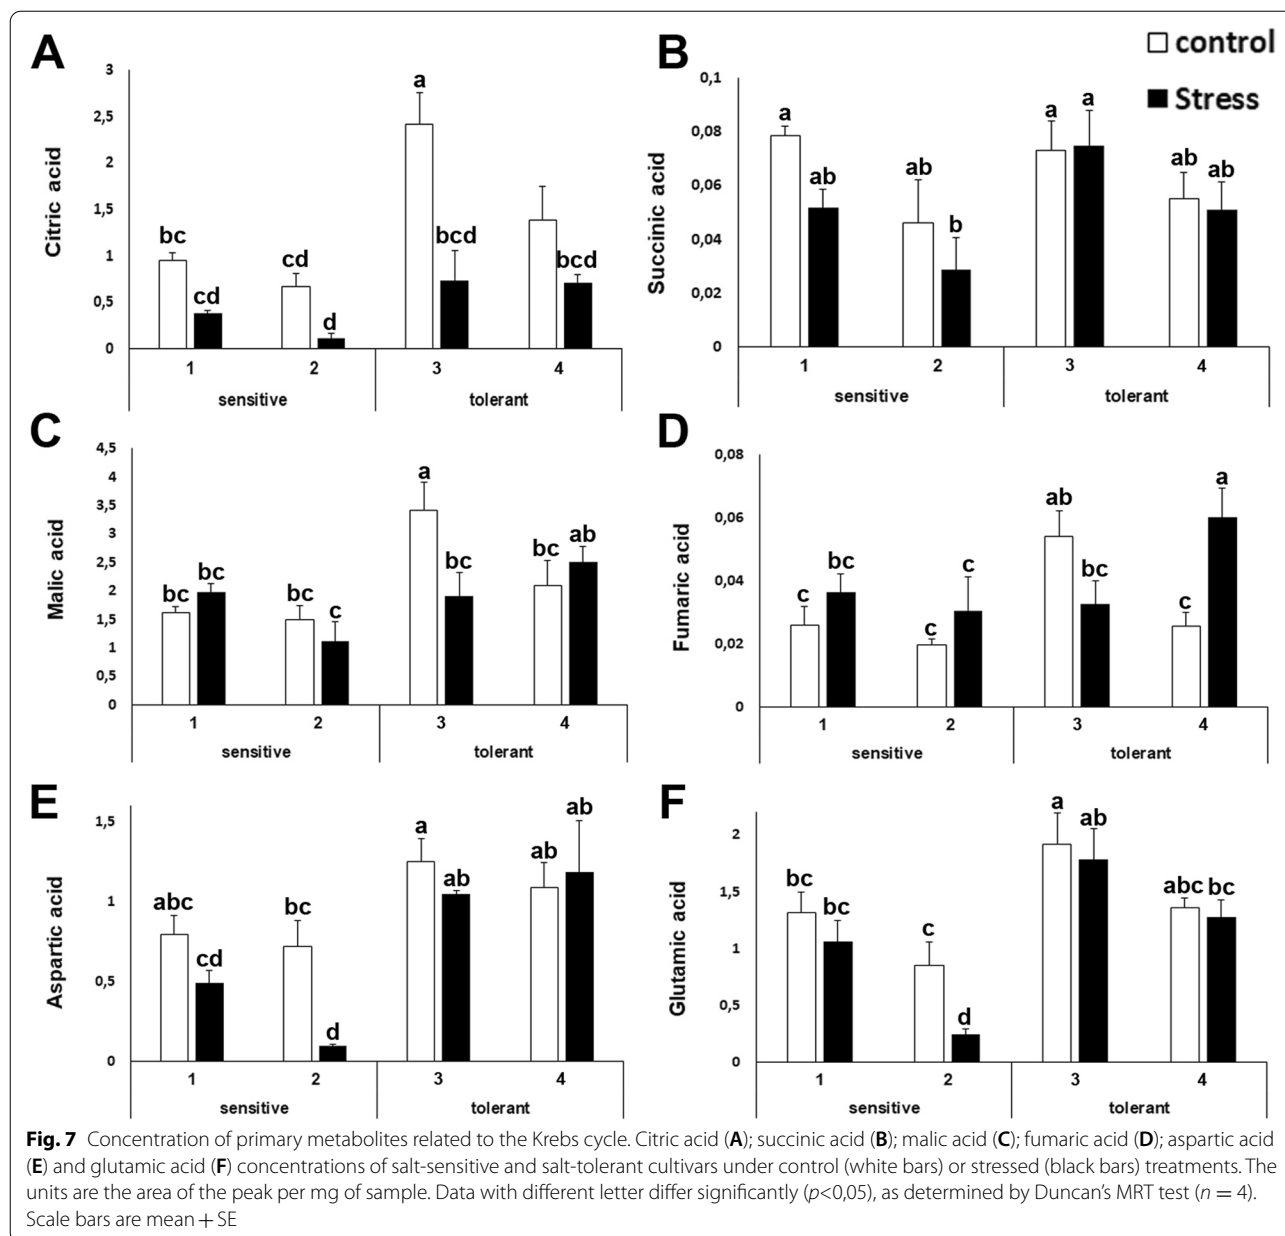 A
B
control
Stress
Citric acid
3
2,5
2
1,5
1
0,5
0
bc
cd
cd
d
a
bcd
bcd
1
2
3
4
sensitive
tolerant
Succinic acid
0,1
0,08
0,06
0,04
0,02
0
a
ab
ab
b
a
a
ab
ab
1
2
3
4
sensitive
tolerant
C
Malic acid
4,5
4
3,5
3
2,5
2
1,5
1
0,5
0
bc
bc
bc
c
a
bc
bc
ab
1
2
3
4
sensitive
tolerant
D
Fumaric acid
0,08
0,06
0,04
0,02
0
c
bc
c
c
ab
bc
c
a
1
2
3
4
sensitive
tolerant
E
Aspartic acid
1,5
1
0,5
0
abc
cd
bc
d
a
ab
ab
ab
1
2
3
4
sensitive
tolerant
F
Glutamic acid
2
1,5
1
0,5
0
bc
bc
c
d
a
ab
abc
bc
1
2
3
4
sensitive
tolerant
Fig. 7 Concentration of primary metabolites related to the Krebs cycle. Citric acid (A); succinic acid (B); malic acid (C); fumaric acid (D); aspartic acid
(E) and glutamic acid (F) concentrations of salt-sensitive and salt-tolerant cultivars under control (white bars) or stressed (black bars) treatments. The
units are the area of the peak per mg of sample. Data with different letter differ significantly (p<0,05), as determined by Duncan's MRT test (n = 4).
Scale bars are mean + SE